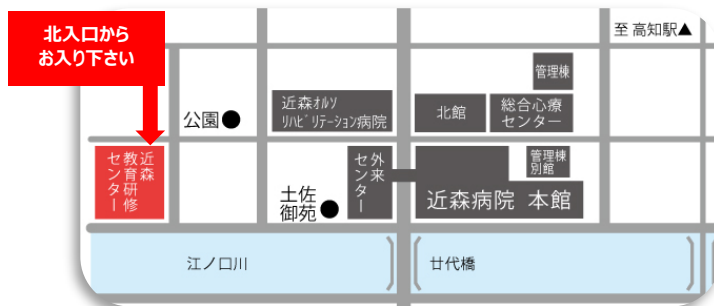 北入口から
お入り下さい
至 高知駅▲
管理棟
公園●
近森オルソ
リハビリテーション病院
北館
総合心療
センター
近森
教育研修
センター
外来
センター
管理棟
別館
土佐
御苑●
近森病院 本館
江ノ口川
廿代橋